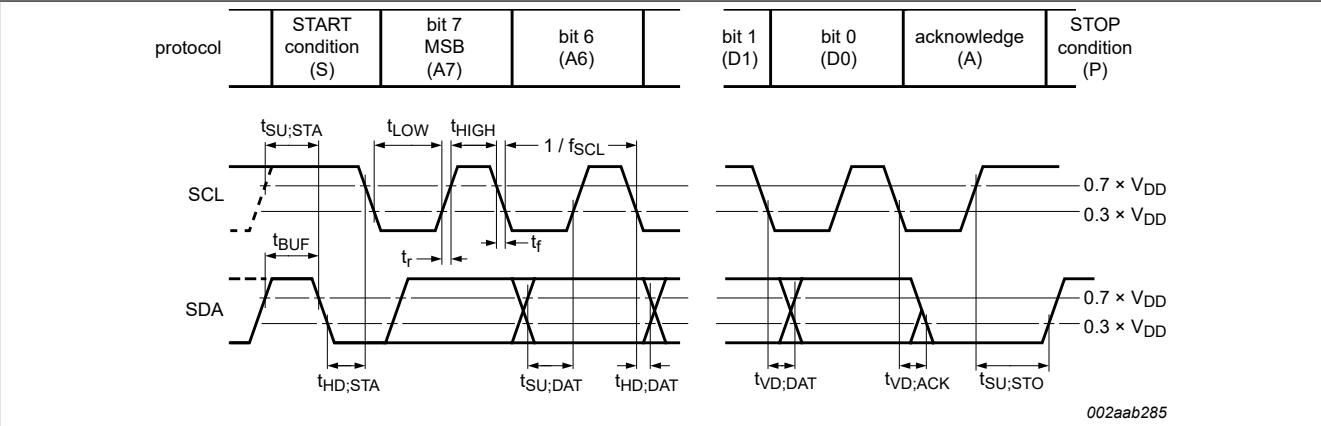 protocol
START
condition
(S)
bit 7
MSB
(A7)
bit 6
(A6)
bit 1
(D1)
bit 0
(D0)
acknowledge
(A)
STOP
condition
(P)
tSU;STA
tLOW
tHIGH
1 / fSCL
SCL
0.7 × VDD
0.3 × VDD
tBUF
tr
tf
SDA
0.7 × VDD
0.3 × VDD
tHD;STA
tSU;DAT
tHD;DAT
tVD;DAT
tVD;ACK
tSU;STO
002aab285